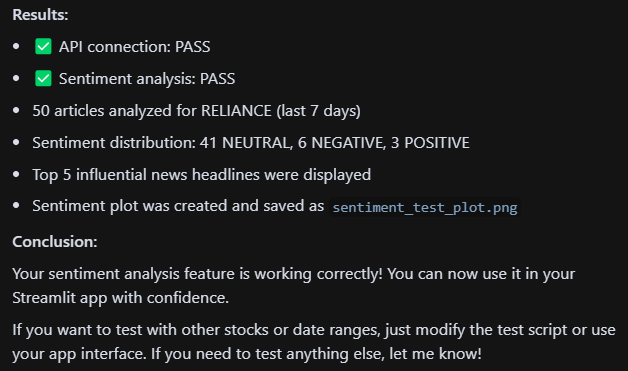 Results:
• ✅ API connection: PASS
• ✅ Sentiment analysis: PASS
• 50 articles analyzed for RELIANCE (last 7 days)
• Sentiment distribution: 41 NEUTRAL, 6 NEGATIVE, 3 POSITIVE
• Top 5 influential news headlines were displayed
• Sentiment plot was created and saved as sentiment_test_plot.png
Conclusion:
Your sentiment analysis feature is working correctly! You can now use it in your
Streamlit app with confidence.
If you want to test with other stocks or date ranges, just modify the test script or use
your app interface. If you need to test anything else, let me know!